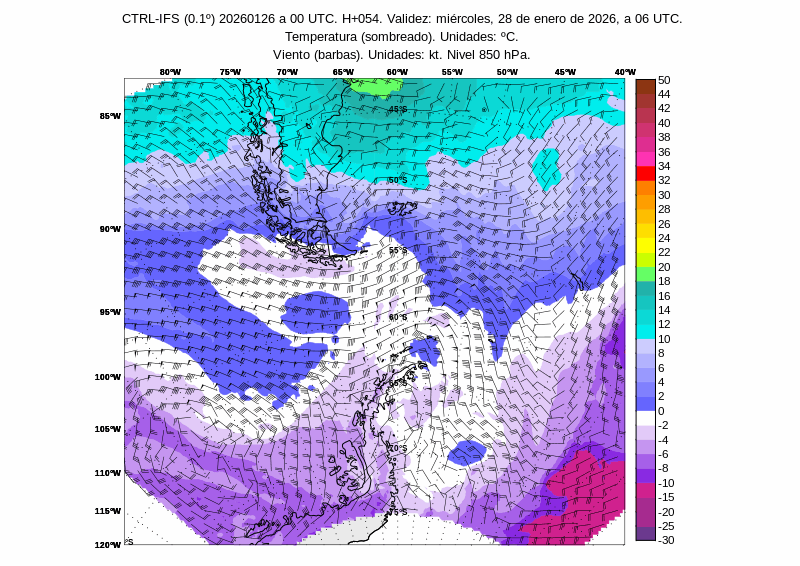 CTRL-IFS (0.1º) 20260126 a 00 UTC. H+054. Validez: miércoles, 28 de enero de 2026, a 06 UTC.
Temperatura (sombreado). Unidades: ºC.
Viento (barbas). Unidades: kt. Nivel 850 hPa.
80°W 75°W 70°W 65°W 60°W 55°W 50°W 45°W 40°W
85°W
90°W
95°W
100°W
105°W
110°W
115°W
120°W
45°S
50°S
55°S
60°S
65°S
70°S
75°S
°S
50
44
42
40
38
36
34
32
30
28
26
24
22
20
18
16
14
12
10
8
6
4
2
0
-2
-4
-6
-8
-10
-15
-20
-25
-30